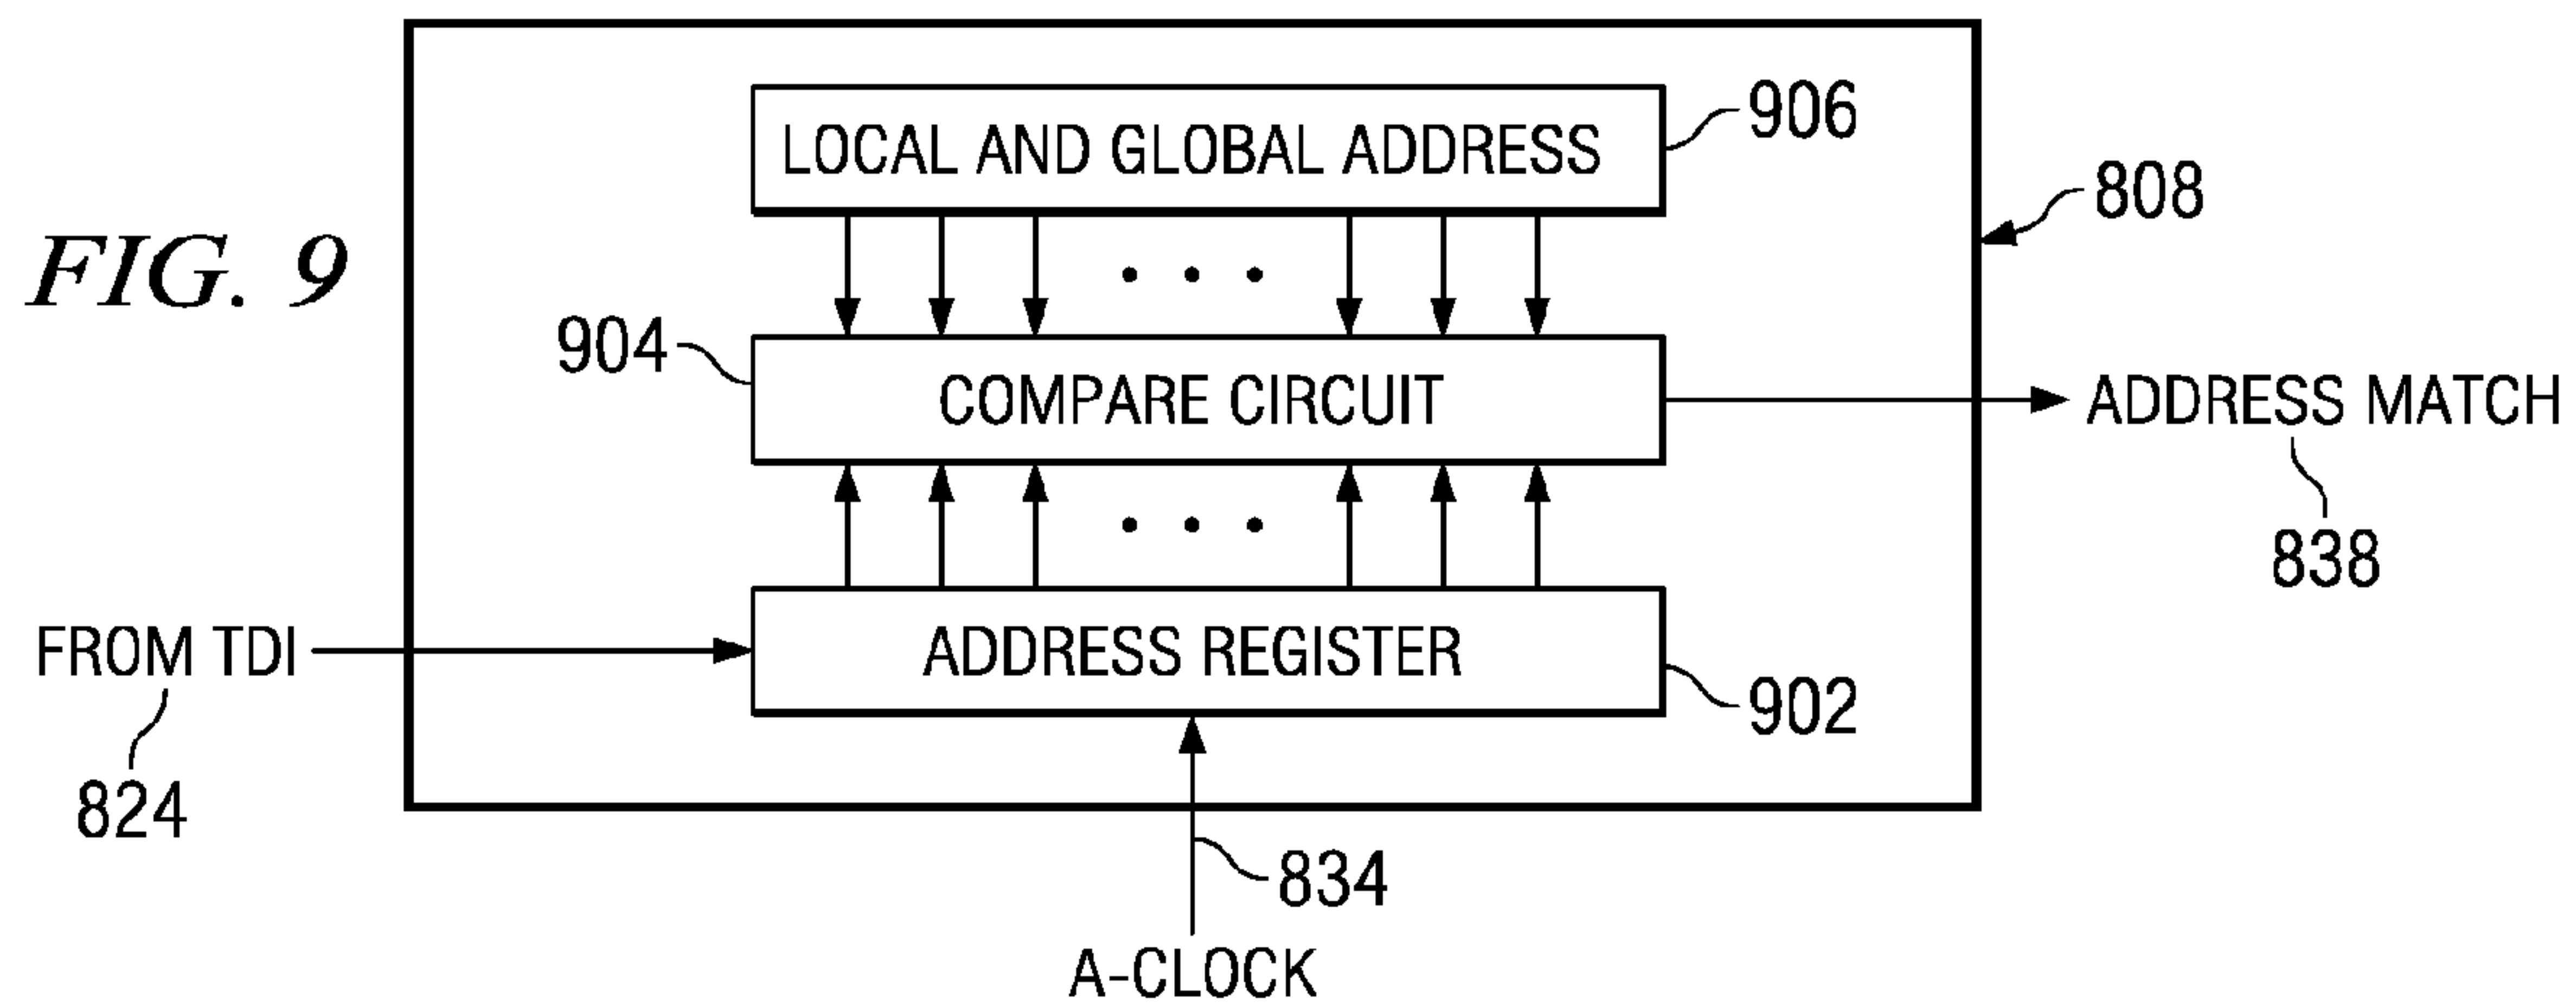 FIG. 9
LOCAL AND GLOBAL ADDRESS
906
808
904
COMPARE CIRCUIT
ADDRESS MATCH
838
FROM TDI
824
ADDRESS REGISTER
902
834
A-CLOCK